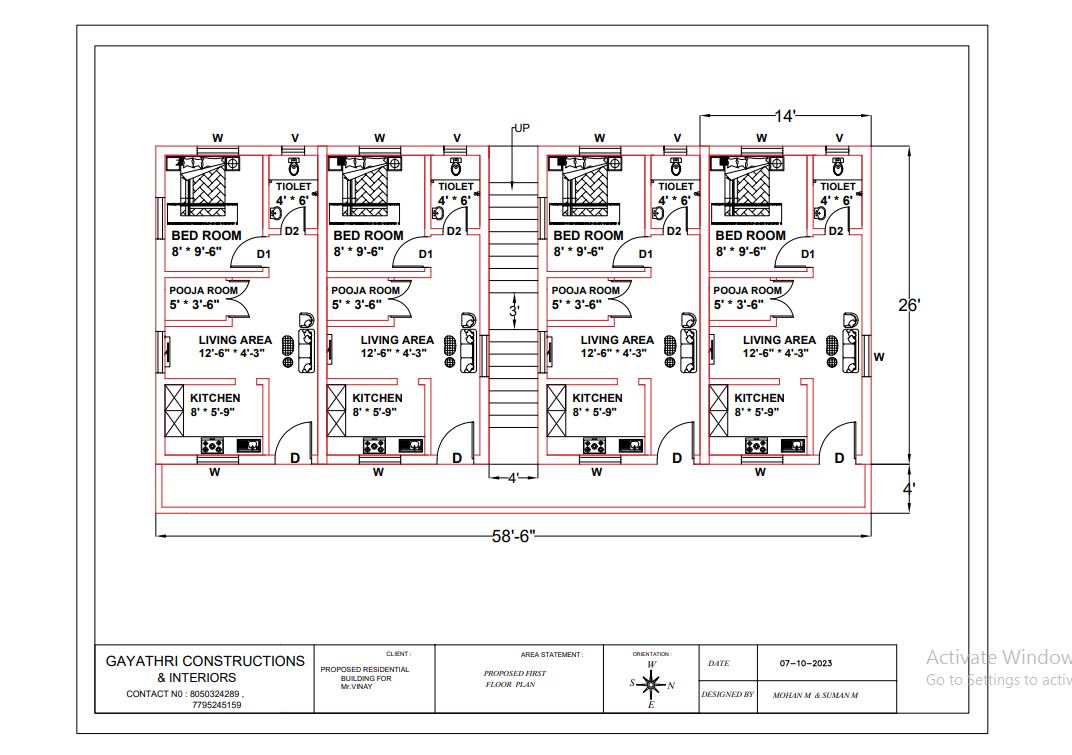 14'
UP
W V W V W V W V
TIOLET TIOLET TIOLET TIOLET
4' * 6' 4' * 6' 4' * 6' 4' * 6'
D2 D2 D2 D2
BED ROOM BED ROOM BED ROOM BED ROOM
8' * 9'-6" 8' * 9'-6" 8' * 9'-6" 8' * 9'-6"
D1 D1 D1 D1
POOJA ROOM POOJA ROOM POOJA ROOM POOJA ROOM
5' * 3'-6" 5' * 3'-6" 5' * 3'-6" 5' * 3'-6"
3'
26'
LIVING AREA LIVING AREA LIVING AREA LIVING AREA
12'-6" * 4'-3" 12'-6" * 4'-3" 12'-6" * 4'-3" 12'-6" * 4'-3"
W
KITCHEN KITCHEN KITCHEN KITCHEN
8' * 5'-9" 8' * 5'-9" 8' * 5'-9" 8' * 5'-9"
D D D D
W W W W
4'
4'
58'-6"
GAYATHRI CONSTRUCTIONS
& INTERIORS
CONTACT N0 : 8050324289 ,
7795245159
CLIENT :
PROPOSED RESIDENTIAL
BUILDING FOR
Mr.VINAY
AREA STATEMENT :
PROPOSED FIRST
FLOOR PLAN
ORIENTATION :
W
S N
E
DATE 07-10-2023
DESIGNED BY MOHAN M & SUMAN M
Activate Window
Go to Settings to activ